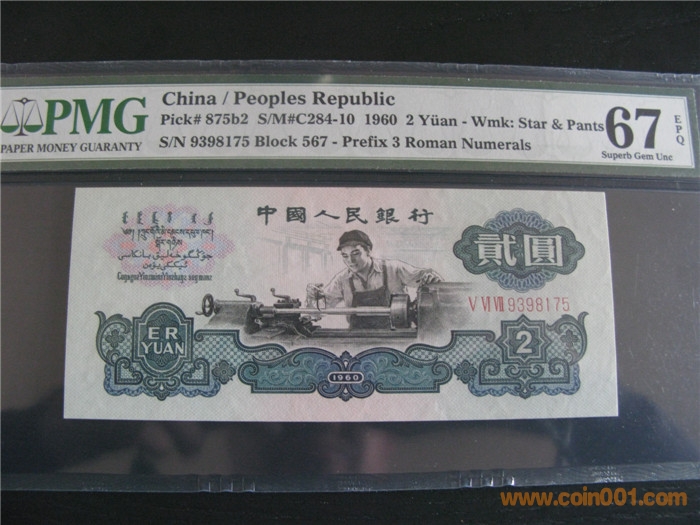 PMG
PAPER MONEY GUARANTY
China / Peoples Republic
Pick# 875b2 S/M#C284-10 1960 2 Yüan - Wmk: Star & Pants
S/N 9398175 Block 567 - Prefix 3 Roman Numerals
67
EPQ
Superb Gem Unc
中國人民銀行
貳圓
V VI VII 9398175
ER
YUAN
2
1960
www.coin001.com